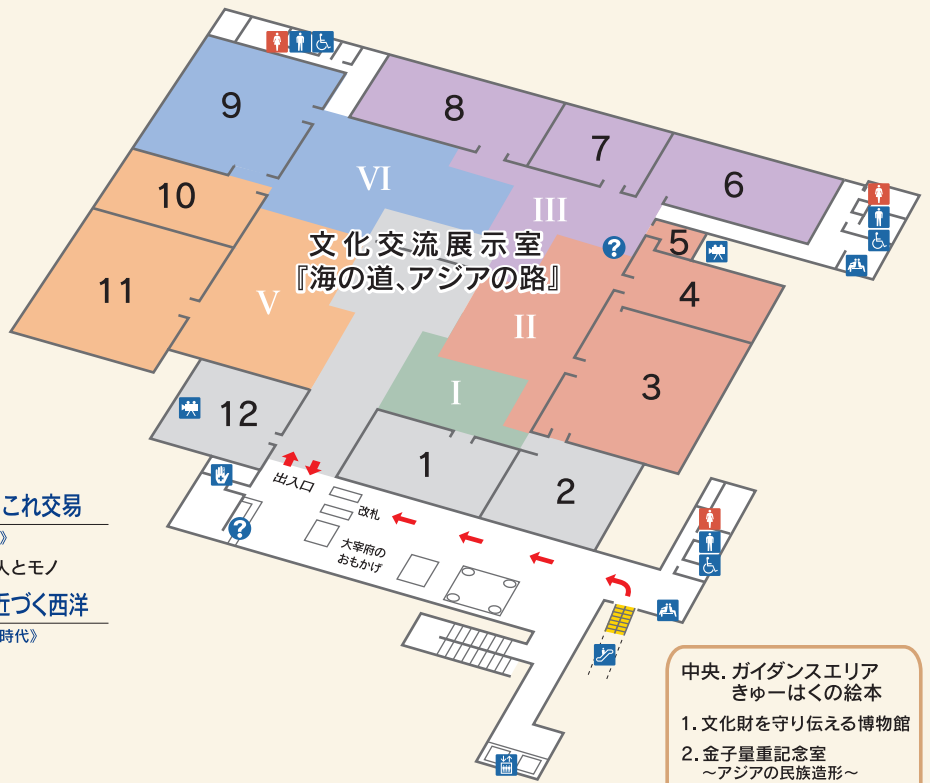 9
8
7
6
10
VI
III
5
文化交流展示室
『海の道、アジアの路』
4
11
V
II
3
I
12
1
2
出入口
改札
大宰府の
おもかげ
これ交易
》
人とモノ
近づく西洋
時代》
中央. ガイダンスエリア
きゅーはくの絵本
1. 文化財を守り伝える博物館
2. 金子量重記念室
～アジアの民族造形～
?
?